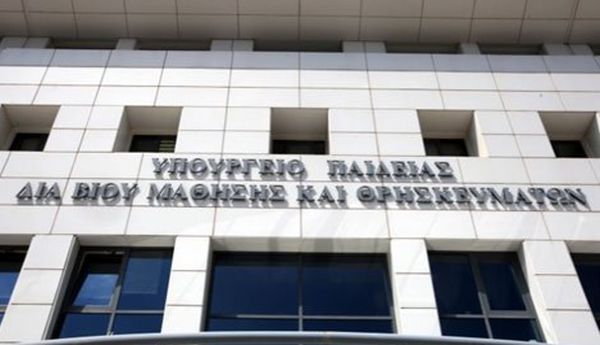 ΥΠΟΥΡΓΕΙΟ ΠΑΙΔΕΙΑΣ
ΔΙΑ ΒΙΟΥ ΜΑΘΗΣΗΣ ΚΑΙ ΘΡΗΣΚΕΥΜΑΤΩΝ